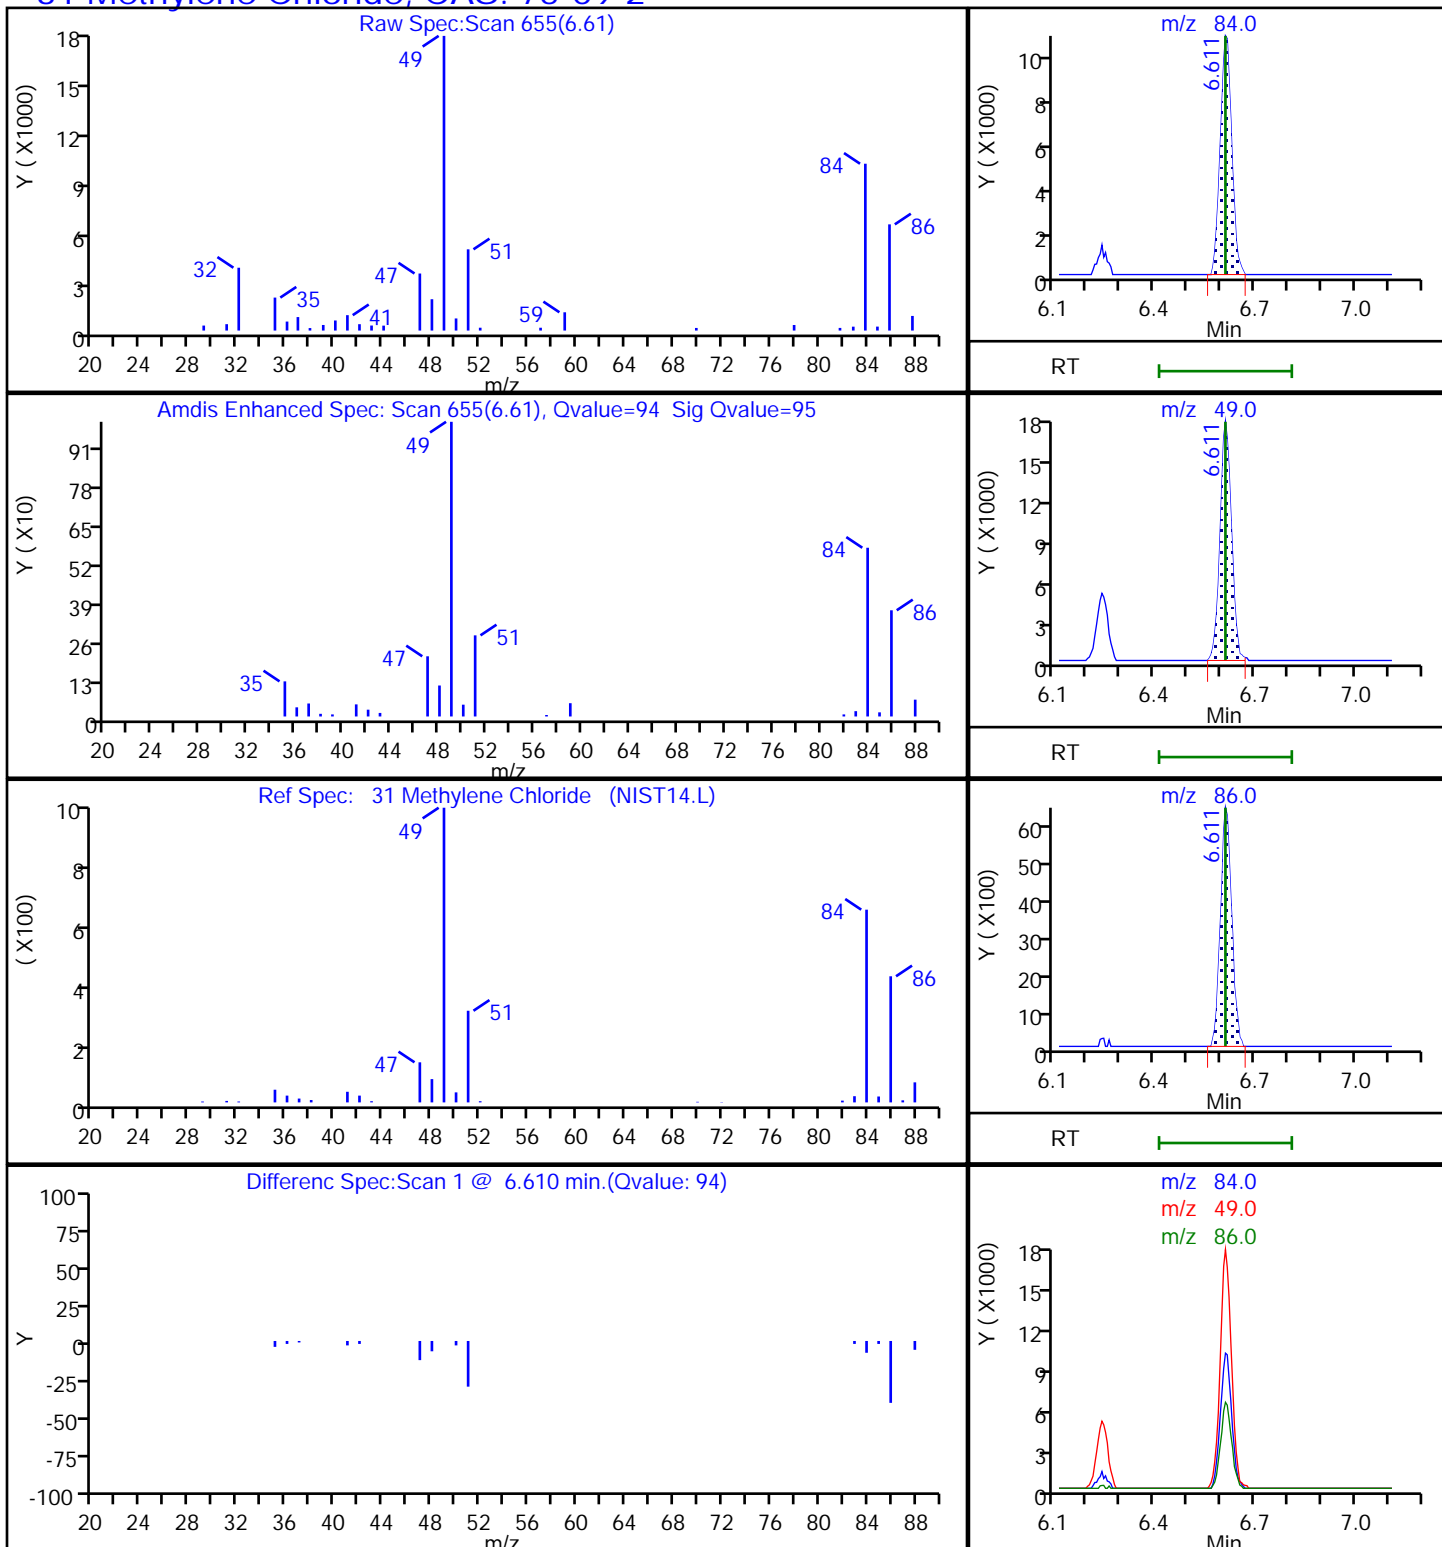 Raw Spec:Scan 655(6.61)
18
15
12
9
6
3
0
Y ( X1000)
49
84
86
51
47
32
35
41
59
20 24 28 32 36 40 44 48 52 56 60 64 68 72 76 80 84 88
m/z
m/z 84.0
10
8
6
4
2
0
Y ( X1000)
6.611
6.1 6.4 6.7 7.0
Min
RT
Amdis Enhanced Spec: Scan 655(6.61), Qvalue=94 Sig Qvalue=95
91
78
65
52
39
26
13
0
Y ( X10)
49
84
86
51
47
35
20 24 28 32 36 40 44 48 52 56 60 64 68 72 76 80 84 88
m/z
m/z 49.0
18
15
12
9
6
3
0
Y ( X1000)
6.611
6.1 6.4 6.7 7.0
Min
RT
Ref Spec: 31 Methylene Chloride (NIST14.L)
10
8
6
4
2
0
( X100)
49
84
86
51
47
20 24 28 32 36 40 44 48 52 56 60 64 68 72 76 80 84 88
m/z
m/z 86.0
60
50
40
30
20
10
0
Y ( X100)
6.611
6.1 6.4 6.7 7.0
Min
RT
Differenc Spec:Scan 1 @ 6.610 min.(Qvalue: 94)
100
75
50
25
0
-25
-50
-75
-100
Y
20 24 28 32 36 40 44 48 52 56 60 64 68 72 76 80 84 88
m/z
m/z 84.0
m/z 49.0
m/z 86.0
18
15
12
9
6
3
0
Y ( X1000)
6.1 6.4 6.7 7.0
Min